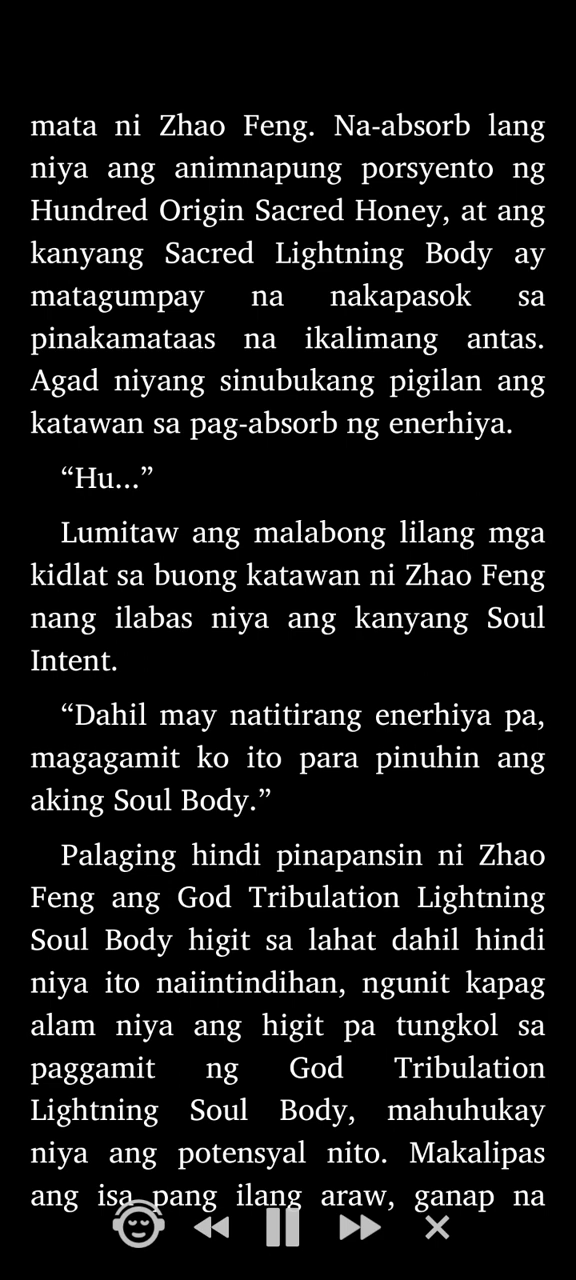 mata ni Zhao Feng. Na-absorb lang
niya ang animnapung porsyento ng
Hundred Origin Sacred Honey, at ang
kanyang Sacred Lightning Body ay
matagumpay na nakapasok sa
pinakamataas na ikalimang antas.
Agad niyang sinubukang pigilan ang
katawan sa pag-absorb ng enerhiya.
“Hu...”
Lumitaw ang malabong lilang mga
kidlat sa buong katawan ni Zhao Feng
nang ilabas niya ang kanyang Soul
Intent.
“Dahil may natitirang enerhiya pa,
magagamit ko ito para pinuhin ang
aking Soul Body.”
Palaging hindi pinapansin ni Zhao
Feng ang God Tribulation Lightning
Soul Body higit sa lahat dahil hindi
niya ito naiintindihan, ngunit kapag
alam niya ang higit pa tungkol sa
paggamit ng God Tribulation
Lightning Soul Body, mahuhukay
niya ang potensyal nito. Makalipas
ang isa pang ilang araw, ganap na